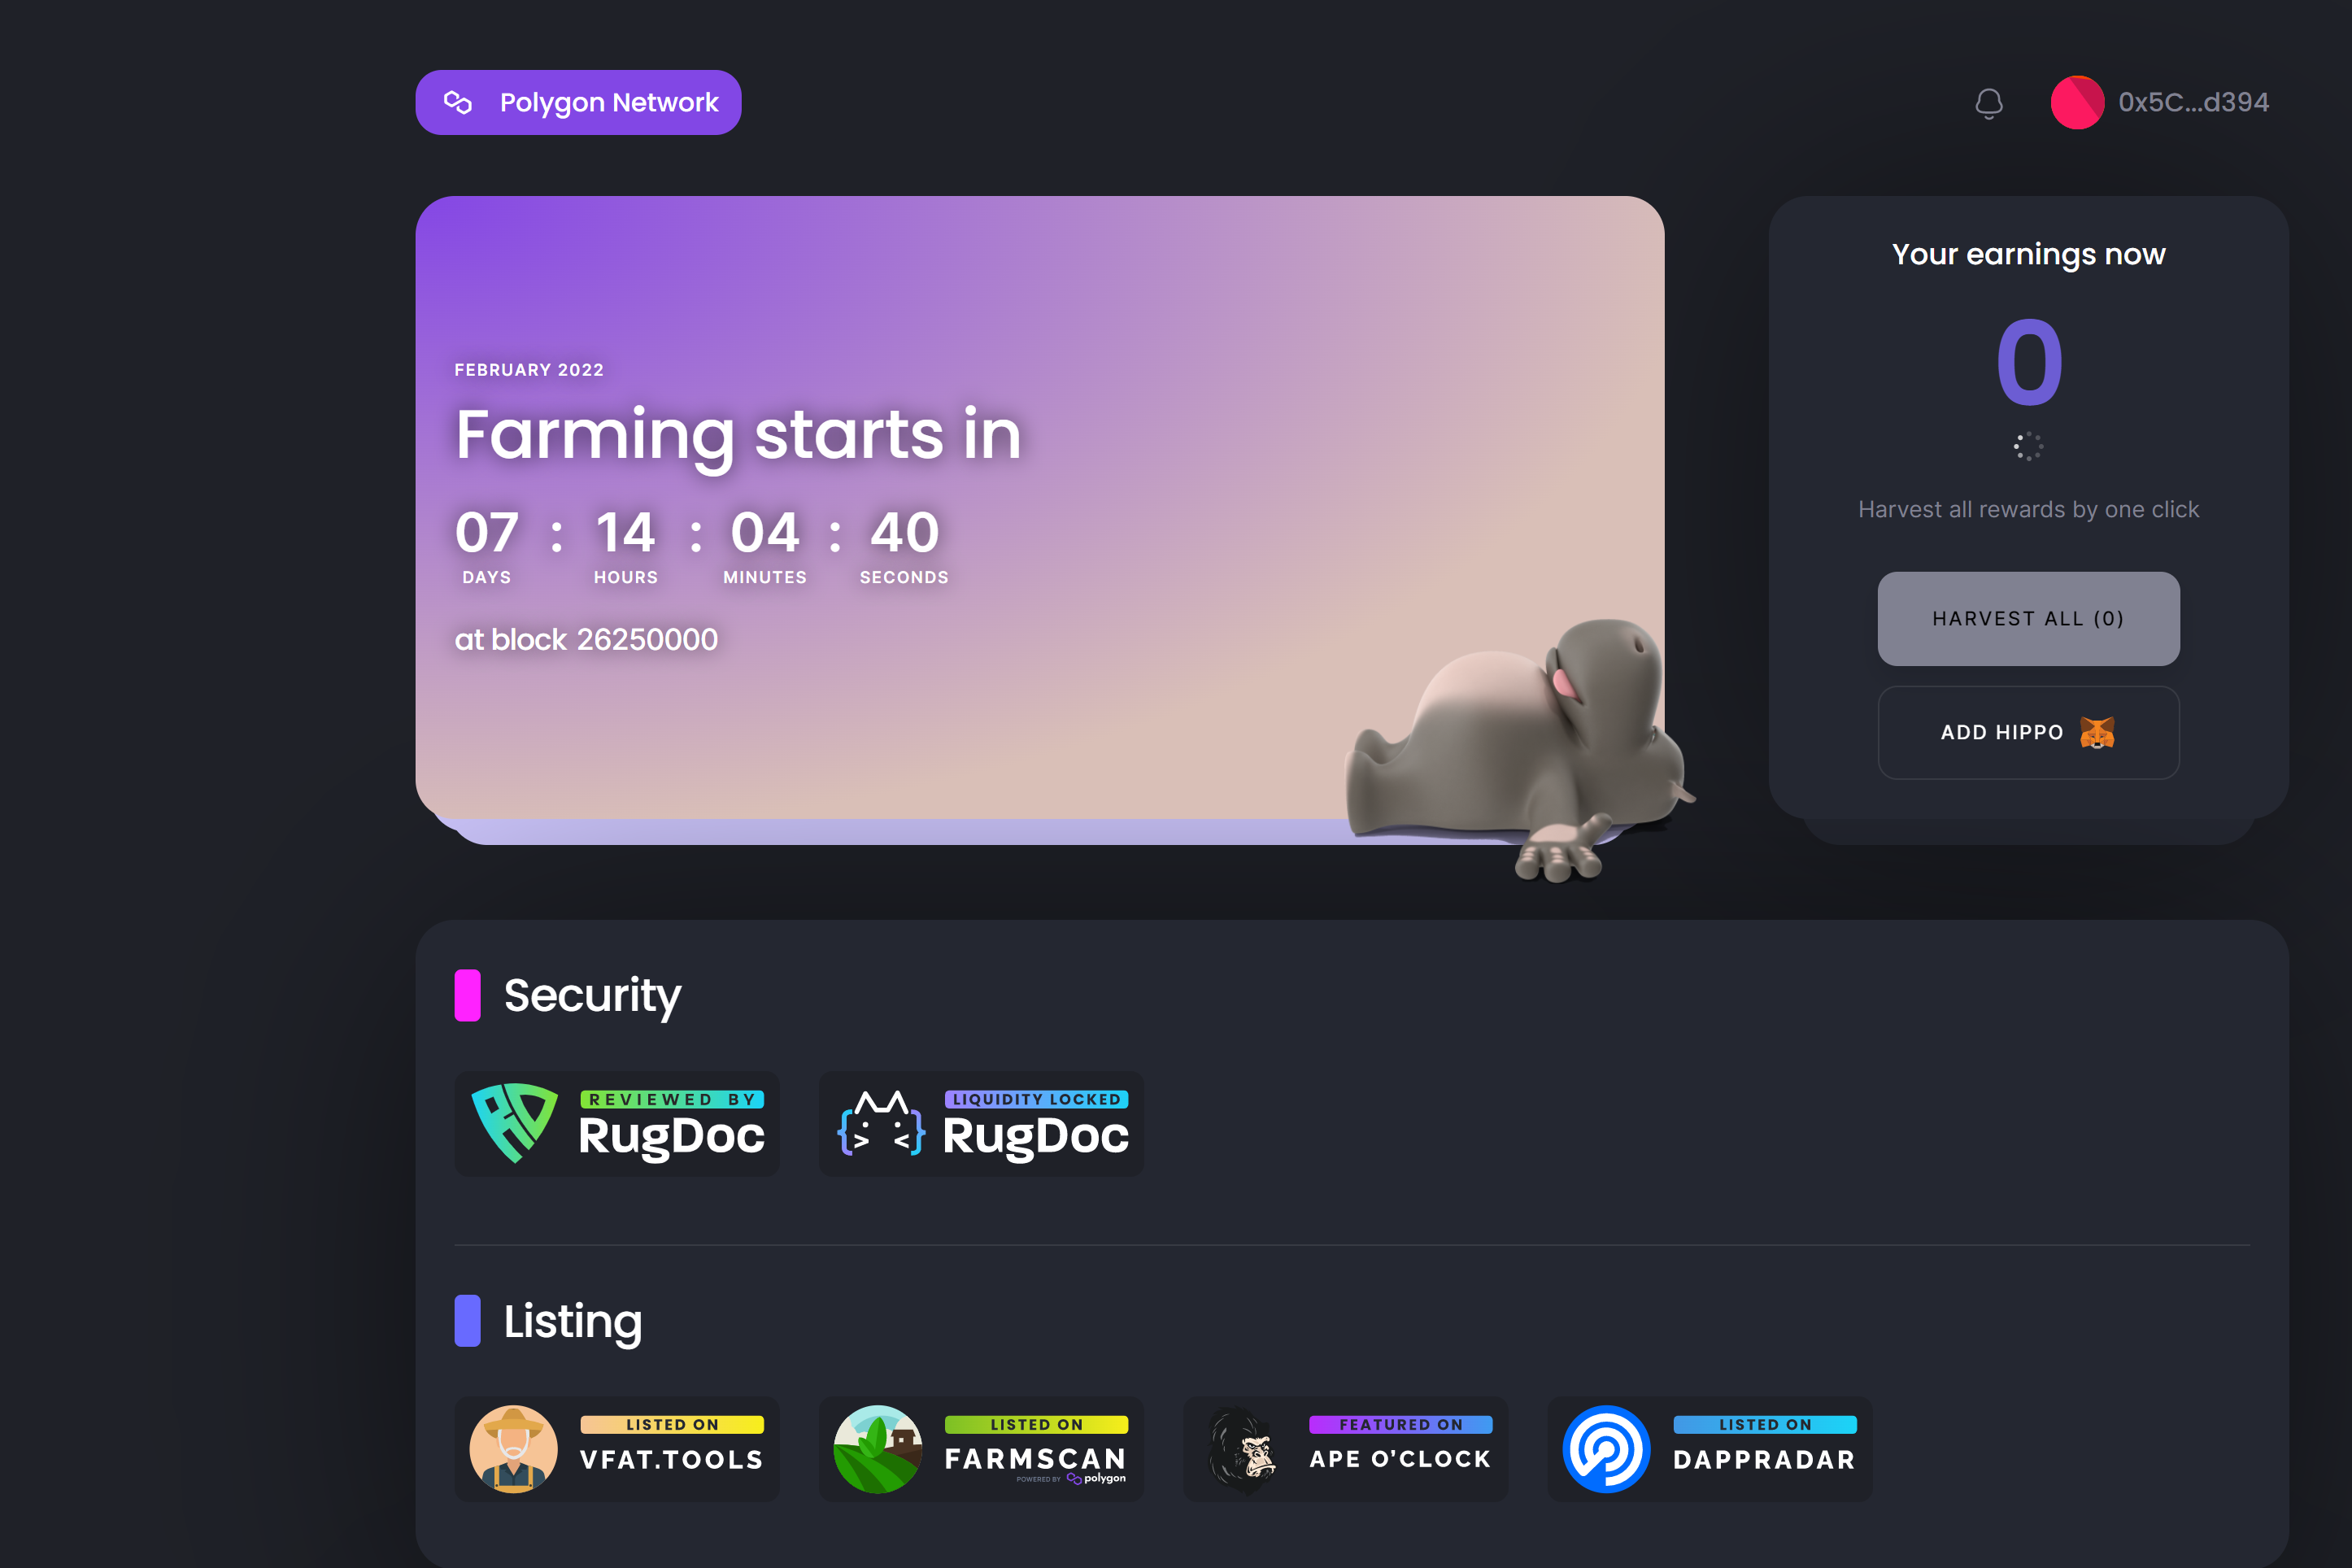 Polygon Network
0x5C...d394
FEBRUARY 2022
Farming starts in
07 : 14 : 04 : 40
DAYS HOURS MINUTES SECONDS
at block 26250000
Your earnings now
0
Harvest all rewards by one click
HARVEST ALL (0)
ADD HIPPO
Security
REVIEWED BY
RugDoc
LIQUIDITY LOCKED
RugDoc
Listing
LISTED ON
VFAT.TOOLS
LISTED ON
FARMSCAN
POWERED BY polygon
FEATURED ON
APE O'CLOCK
LISTED ON
DAPPRADAR